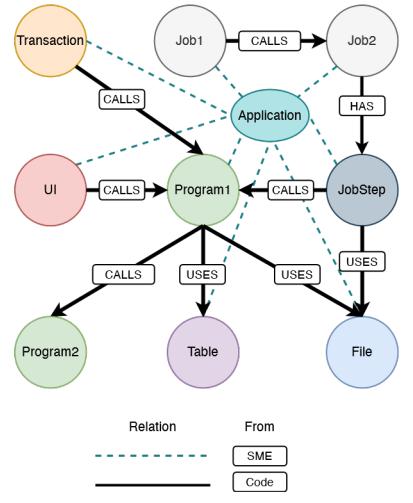 Transaction
Job1
CALLS
Job2
CALLS
HAS
Application
UI
CALLS
Program1
CALLS
JobStep
CALLS
USES
USES
USES
Program2
Table
File
Relation
From
SME
Code